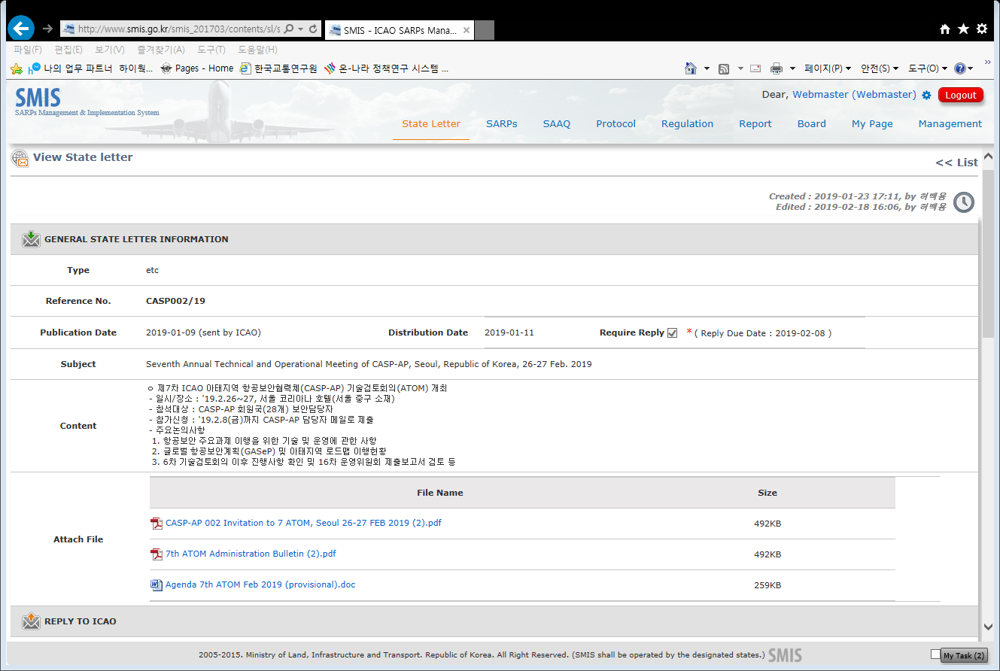 http://www.smis.go.kr/smis_201703/contents/sl/s
SMIS - ICAO SARPs Mana...
파일(F) 편집(E) 보기(V) 즐겨찾기(A) 도구(T) 도움말(H)
나의 업무 파트너 하이웍... Pages - Home 한국교통연구원 온-나라 정책연구 시스템 ... 페이지(P) 안전(S) 도구(O)
SMIS
SARPs Management & Implementation System
Dear, Webmaster (Webmaster) Logout
State Letter SARPs SAAQ Protocol Regulation Report Board My Page Management
View State letter
<< List
Created : 2019-01-23 17:11, by 허백용
Edited : 2019-02-18 16:06, by 허백용
GENERAL STATE LETTER INFORMATION
Type etc
Reference No. CASP002/19
Publication Date 2019-01-09 (sent by ICAO) Distribution Date 2019-01-11 Require Reply * ( Reply Due Date : 2019-02-08 )
Subject Seventh Annual Technical and Operational Meeting of CASP-AP, Seoul, Republic of Korea, 26-27 Feb. 2019
Content
ㅇ 제7차 ICAO 아태지역 항공보안협력체(CASP-AP) 기술검토회의(ATOM) 개최
- 일시/장소 : '19.2.26~27, 서울 코리아나 호텔(서울 중구 소재)
- 참석대상 : CASP-AP 회원국(28개) 보안담당자
- 참가신청 : '19.2.8(금)까지 CASP-AP 담당자 메일로 제출
- 주요논의사항
1. 항공보안 주요과제 이행을 위한 기술 및 운영에 관한 사항
2. 글로벌 항공보안계획(GASeP) 및 아태지역 로드맵 이행현황
3. 6차 기술검토회의 이후 진행사항 확인 및 16차 운영위원회 제출보고서 검토 등
Attach File
File Name Size
CASP-AP 002 Invitation to 7 ATOM, Seoul 26-27 FEB 2019 (2).pdf 492KB
7th ATOM Administration Bulletin (2).pdf 492KB
Agenda 7th ATOM Feb 2019 (provisional).doc 259KB
REPLY TO ICAO
2005-2015. Ministry of Land, Infrastructure and Transport. Republic of Korea. All Right Reserved. (SMIS shall be operated by the designated states.) SMIS
My Task (2)